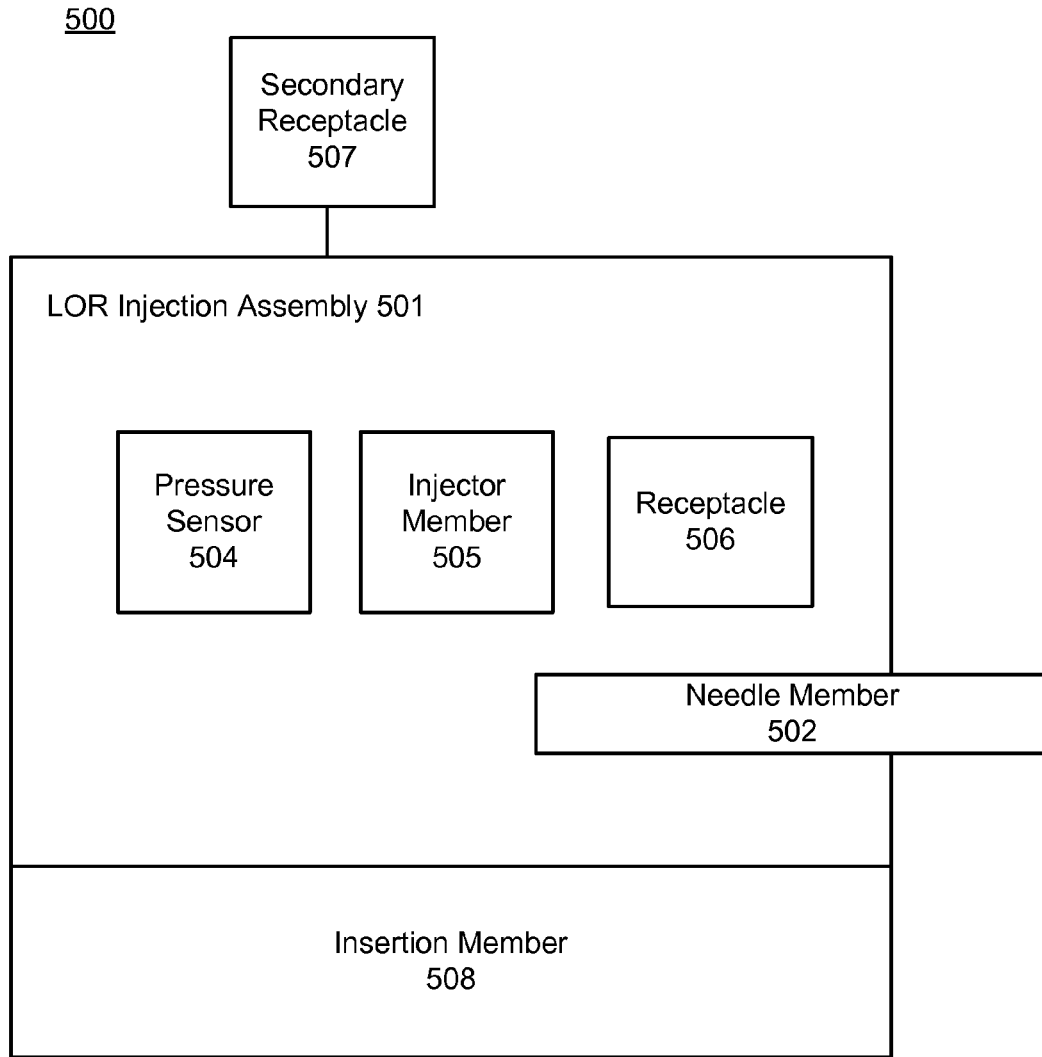 500
Secondary
Receptacle
507
LOR Injection Assembly 501
Pressure
Sensor
504
Injector
Member
505
Receptacle
506
Needle Member
502
Insertion Member
508